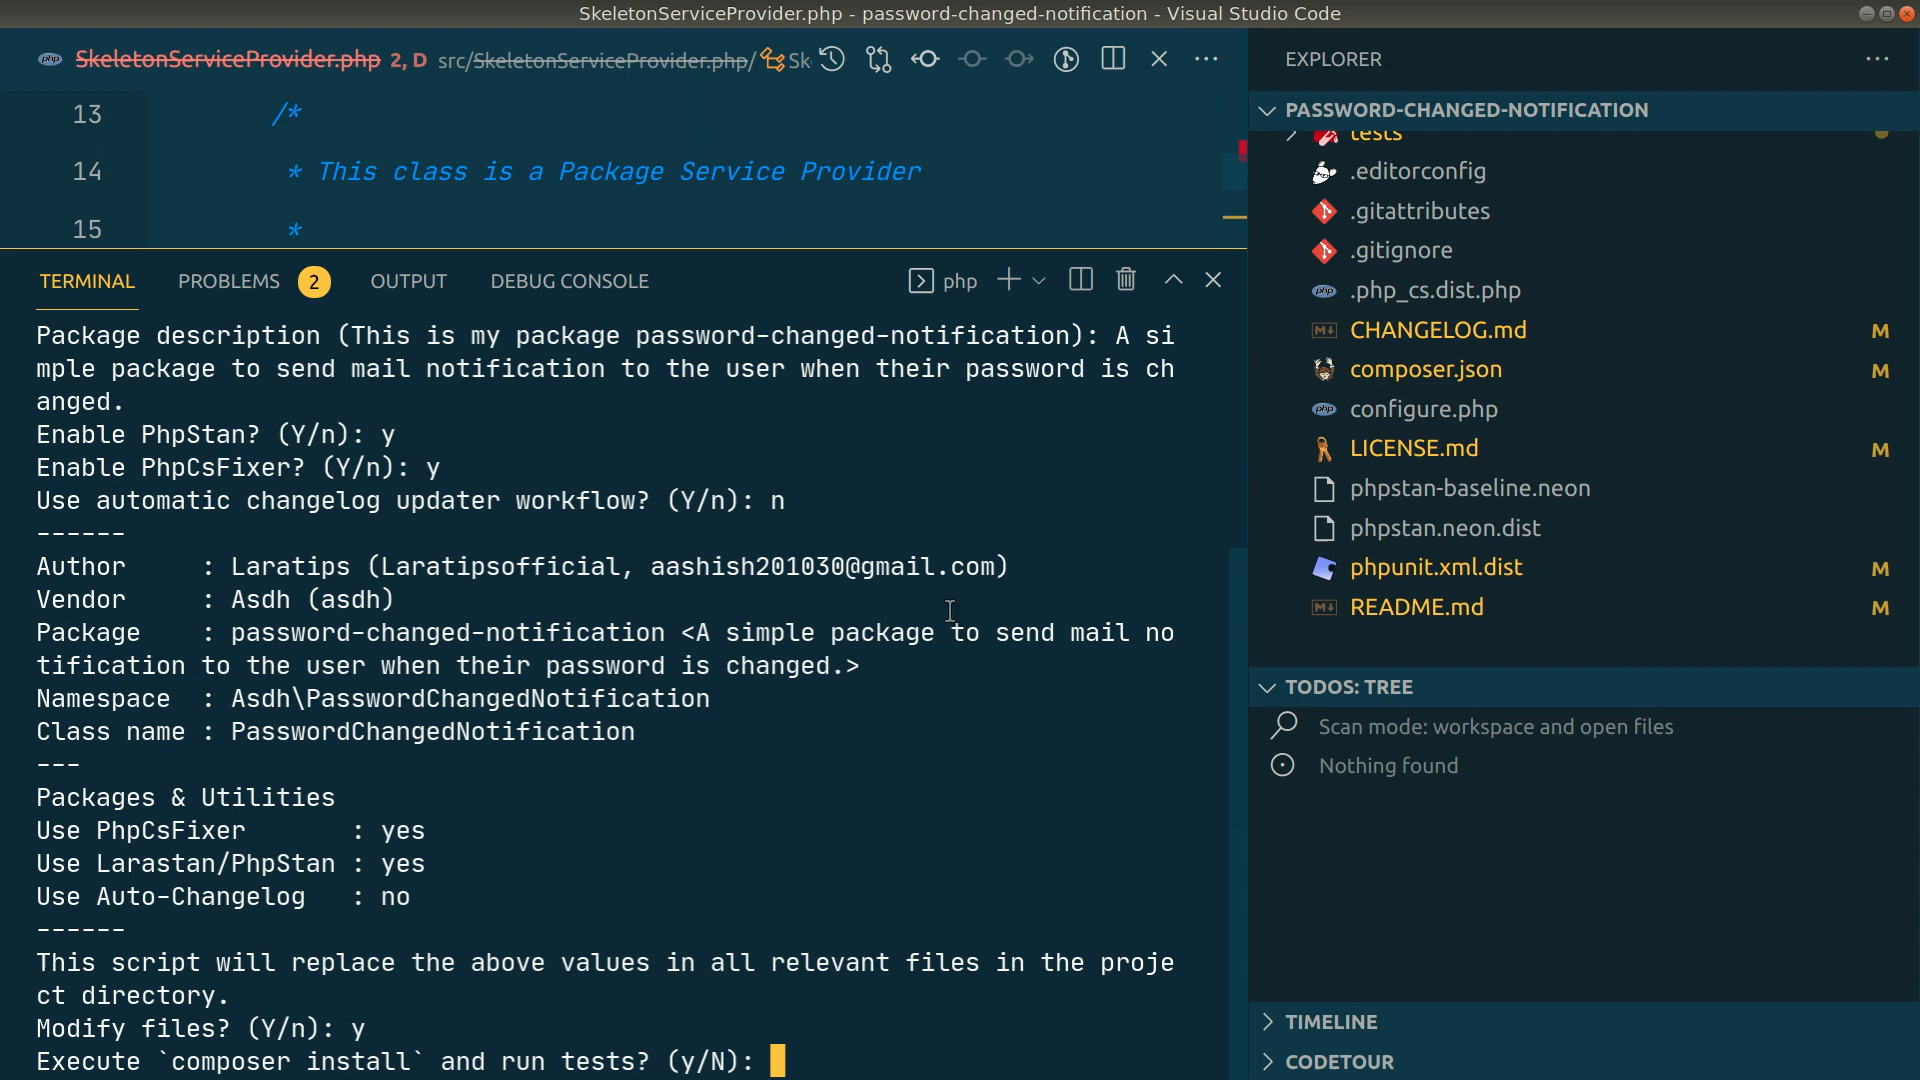 SkeletonServiceProvider.php - password-changed-notification - Visual Studio Code
SkeletonServiceProvider.php 2, D src/SkeletonServiceProvider.php/ Sk
13 /*
14 * This class is a Package Service Provider
15 *
TERMINAL PROBLEMS 2 OUTPUT DEBUG CONSOLE php
Package description (This is my package password-changed-notification): A si
mple package to send mail notification to the user when their password is ch
anged.
Enable PhpStan? (Y/n): y
Enable PhpCsFixer? (Y/n): y
Use automatic changelog updater workflow? (Y/n): n
------
Author     : Laratips (Laratipsofficial, aashish201030@gmail.com)
Vendor     : Asdh (asdh)
Package    : password-changed-notification <A simple package to send mail no
tification to the user when their password is changed.>
Namespace  : Asdh\PasswordChangedNotification
Class name : PasswordChangedNotification
---
Packages & Utilities
Use PhpCsFixer       : yes
Use Larastan/PhpStan : yes
Use Auto-Changelog   : no
------
This script will replace the above values in all relevant files in the proje
ct directory.
Modify files? (Y/n): y
Execute `composer install` and run tests? (y/N):
EXPLORER
PASSWORD-CHANGED-NOTIFICATION
tests
.editorconfig
.gitattributes
.gitignore
php .php_cs.dist.php
CHANGELOG.md M
composer.json M
php configure.php
LICENSE.md M
phpstan-baseline.neon
phpstan.neon.dist
phpunit.xml.dist M
README.md M
TODOS: TREE
Scan mode: workspace and open files
Nothing found
TIMELINE
CODETOUR